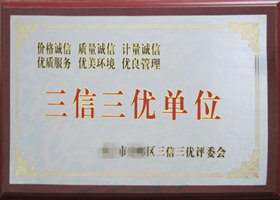 价格诚信 质量诚信 计量诚信
优质服务 优美环境 优良管理
三信三优单位
市 区三信三优评委会